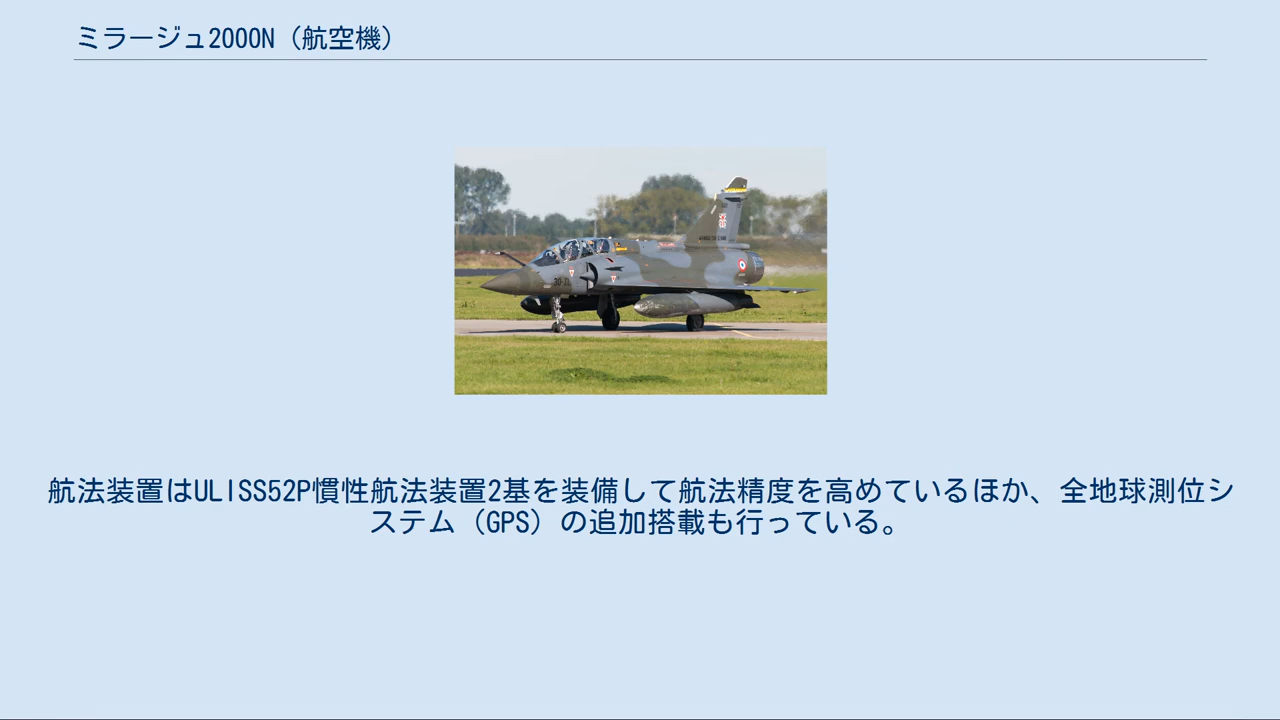 ミラージュ2000N（航空機）
航法装置はULISS52P慣性航法装置2基を装備して航法精度を高めているほか、全地球測位シ
ステム（GPS）の追加搭載も行っている。